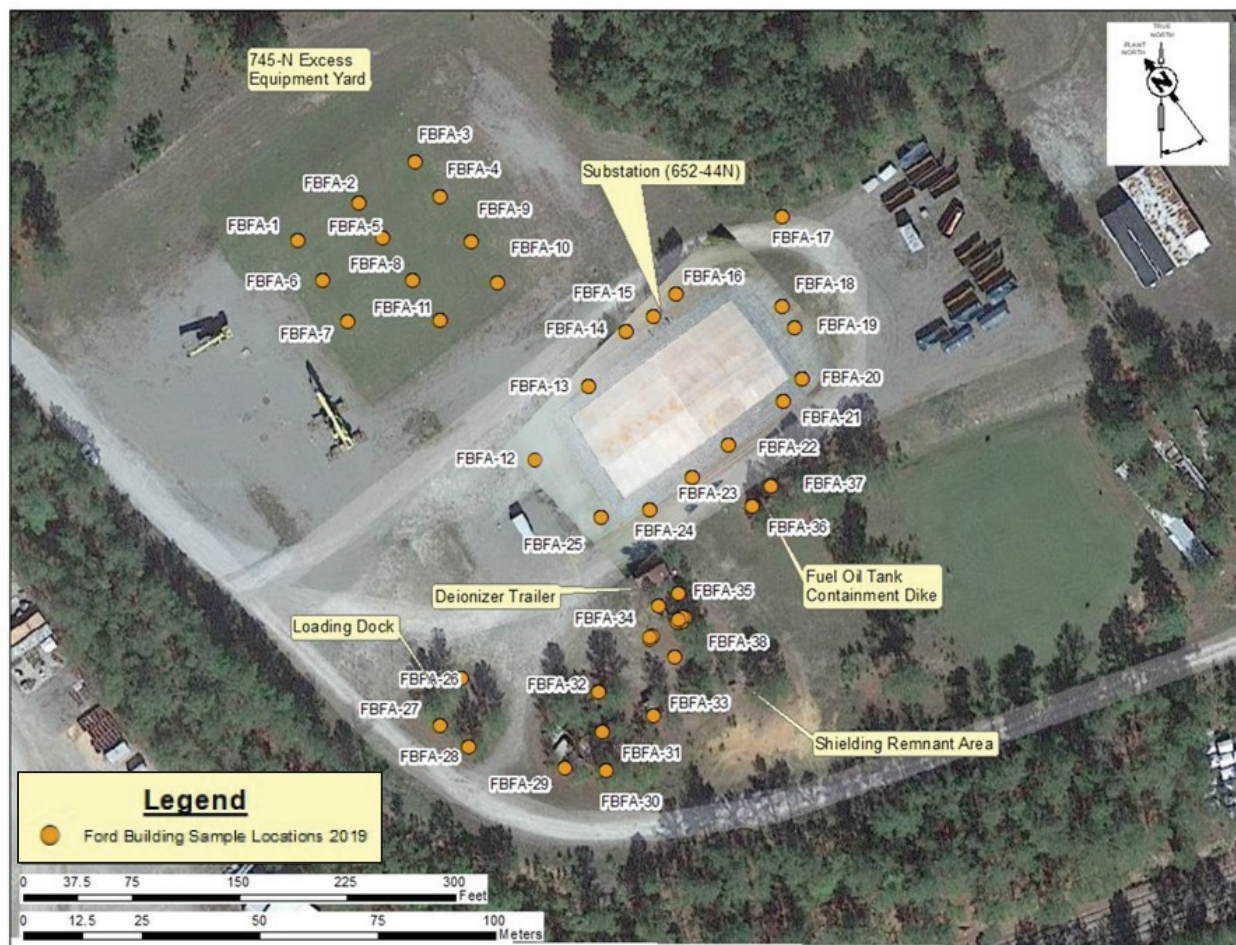 TRUE
NORTH
PLANT
NORTH
N
745-N Excess
Equipment Yard
FBFA-3
FBFA-4
FBFA-2
FBFA-9
Substation (652-44N)
FBFA-1
FBFA-5
FBFA-10
FBFA-17
FBFA-6
FBFA-8
FBFA-16
FBFA-15
FBFA-18
FBFA-7
FBFA-11
FBFA-14
FBFA-19
FBFA-13
FBFA-20
FBFA-21
FBFA-12
FBFA-22
FBFA-37
FBFA-23
FBFA-36
FBFA-24
FBFA-25
Fuel Oil Tank
Containment Dike
Deionizer Trailer
FBFA-35
FBFA-34
Loading Dock
FBFA-38
FBFA-26
FBFA-32
FBFA-33
FBFA-27
FBFA-31
FBFA-28
Shielding Remnant Area
FBFA-29
FBFA-30
Legend
Ford Building Sample Locations 2019
0 37.5 75 150 225 300
Feet
0 12.5 25 50 75 100
Meters